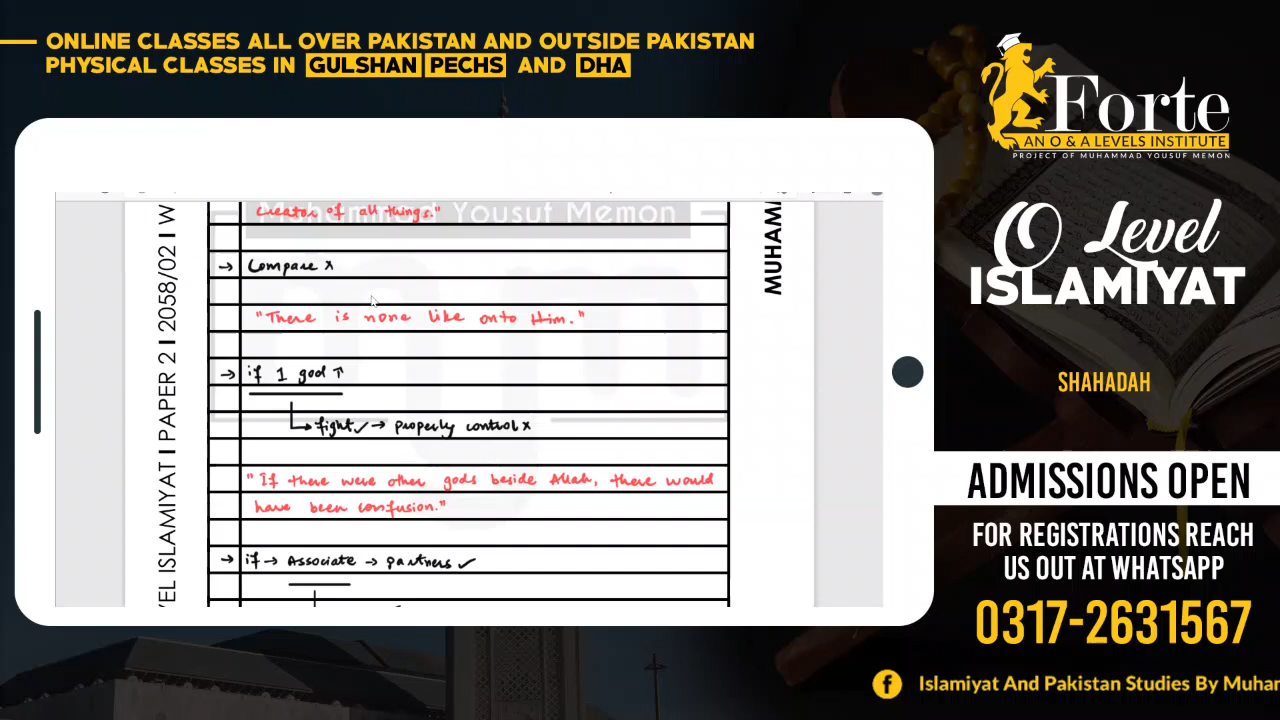 ONLINE CLASSES ALL OVER PAKISTAN AND OUTSIDE PAKISTAN
PHYSICAL CLASSES IN GULSHAN PECHS AND DHA
Forte
AN O & A LEVELS INSTITUTE
PROJECT OF MUHAMMAD YOUSUF MEMON
O Level
ISLAMIYAT
SHAHADAH
ADMISSIONS OPEN
FOR REGISTRATIONS REACH
US OUT AT WHATSAPP
0317-2631567
Islamiyat And Pakistan Studies By Muhar
EL ISLAMIYAT I PAPER 2 I 2058/02 I W
MUHAM
Muhammad Yousuf Memon
Creator of all things."
→ Compare x
"There is none like onto Him."
→ if 1 god ↑
fight ✓ → properly control x
"If there were other gods beside Allah, there would
have been confusion."
→ if → Associate → partners ✓